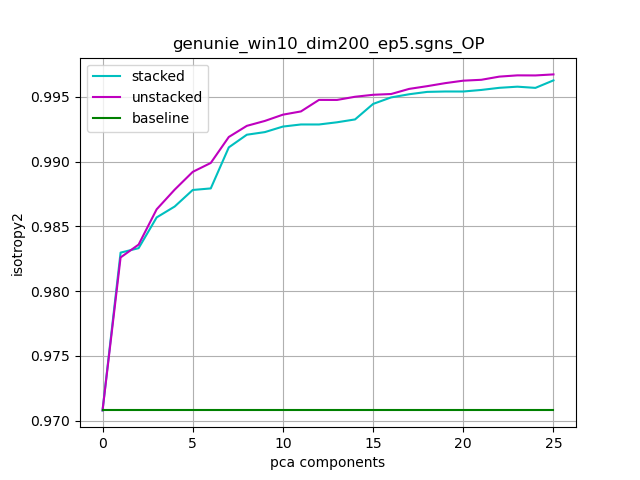 genunie_win10_dim200_ep5.sgns_OP
stacked
unstacked
baseline
0.995
0.990
0.985
0.980
0.975
0.970
isotropy2
0 5 10 15 20 25
pca components